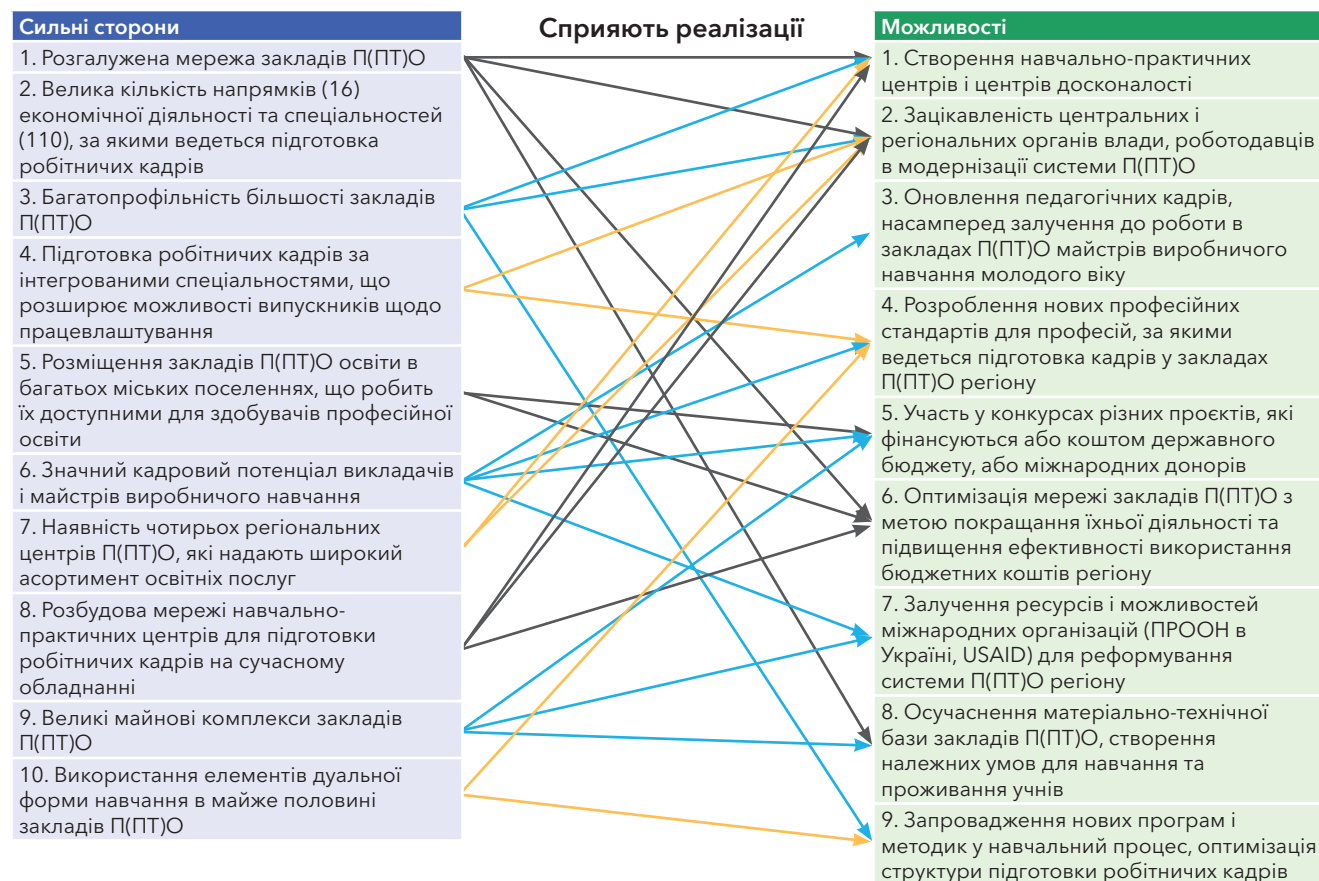 Сильні сторони
1. Розгалужена мережа закладів П(ПТ)О
2. Велика кількість напрямків (16)
економічної діяльності та спеціальностей
(110), за якими ведеться підготовка
робітничих кадрів
3. Багатопрофільність більшості закладів
П(ПТ)О
4. Підготовка робітничих кадрів за
інтегрованими спеціальностями, що
розширює можливості випускників щодо
працевлаштування
5. Розміщення закладів П(ПТ)О освіти в
багатьох міських поселеннях, що робить
їх доступними для здобувачів професійної
освіти
6. Значний кадровий потенціал викладачів
і майстрів виробничого навчання
7. Наявність чотирьох регіональних
центрів П(ПТ)О, які надають широкий
асортимент освітніх послуг
8. Розбудова мережі навчально-
практичних центрів для підготовки
робітничих кадрів на сучасному
обладнанні
9. Великі майнові комплекси закладів
П(ПТ)О
10. Використання елементів дуальної
форми навчання в майже половині
закладів П(ПТ)О
Сприяють реалізації
Можливості
1. Створення навчально-практичних
центрів і центрів досконалості
2. Зацікавленість центральних і
регіональних органів влади, роботодавців
в модернізації системи П(ПТ)О
3. Оновлення педагогічних кадрів,
насамперед залучення до роботи в
закладах П(ПТ)О майстрів виробничого
навчання молодого віку
4. Розроблення нових професійних
стандартів для професій, за якими
ведеться підготовка кадрів у закладах
П(ПТ)О регіону
5. Участь у конкурсах різних проєктів, які
фінансуються або коштом державного
бюджету, або міжнародних донорів
6. Оптимізація мережі закладів П(ПТ)О з
метою покращання їхньої діяльності та
підвищення ефективності використання
бюджетних коштів регіону
7. Залучення ресурсів і можливостей
міжнародних організацій (ПРООН в
Україні, USAID) для реформування
системи П(ПТ)О регіону
8. Осучаснення матеріально-технічної
бази закладів П(ПТ)О, створення
належних умов для навчання та
проживання учнів
9. Запровадження нових програм і
методик у навчальний процес, оптимізація
структури підготовки робітничих кадрів